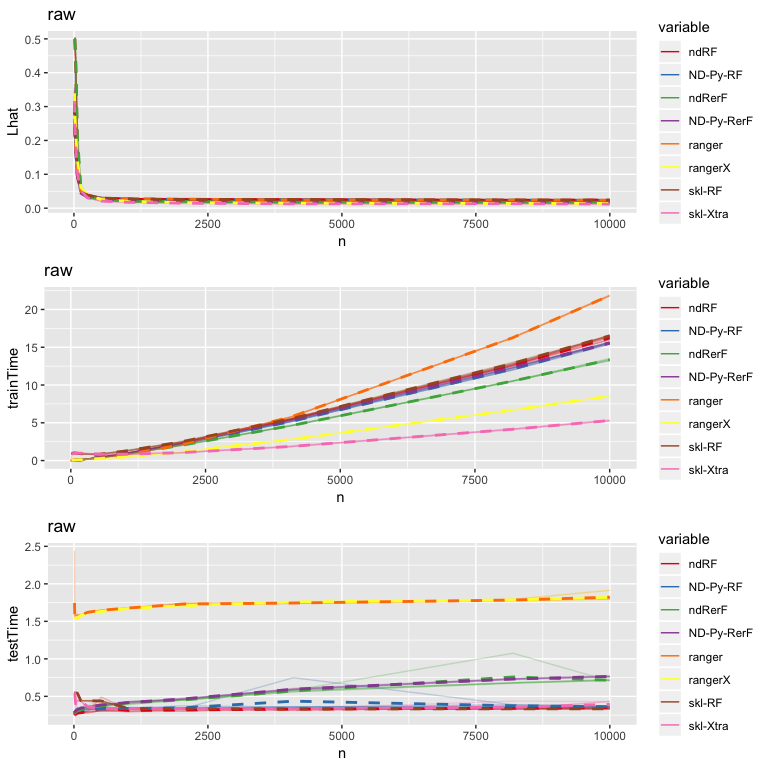 raw
Lhat
0.5
0.4
0.3
0.2
0.1
0.0
0
2500
5000
7500
10000
n
variable
ndRF
ND-Py-RF
ndRerF
ND-Py-RerF
ranger
rangerX
skl-RF
skl-Xtra
raw
trainTime
20
15
10
5
0
0
2500
5000
7500
10000
n
variable
ndRF
ND-Py-RF
ndRerF
ND-Py-RerF
ranger
rangerX
skl-RF
skl-Xtra
raw
testTime
2.5
2.0
1.5
1.0
0.5
0
2500
5000
7500
10000
n
variable
ndRF
ND-Py-RF
ndRerF
ND-Py-RerF
ranger
rangerX
skl-RF
skl-Xtra